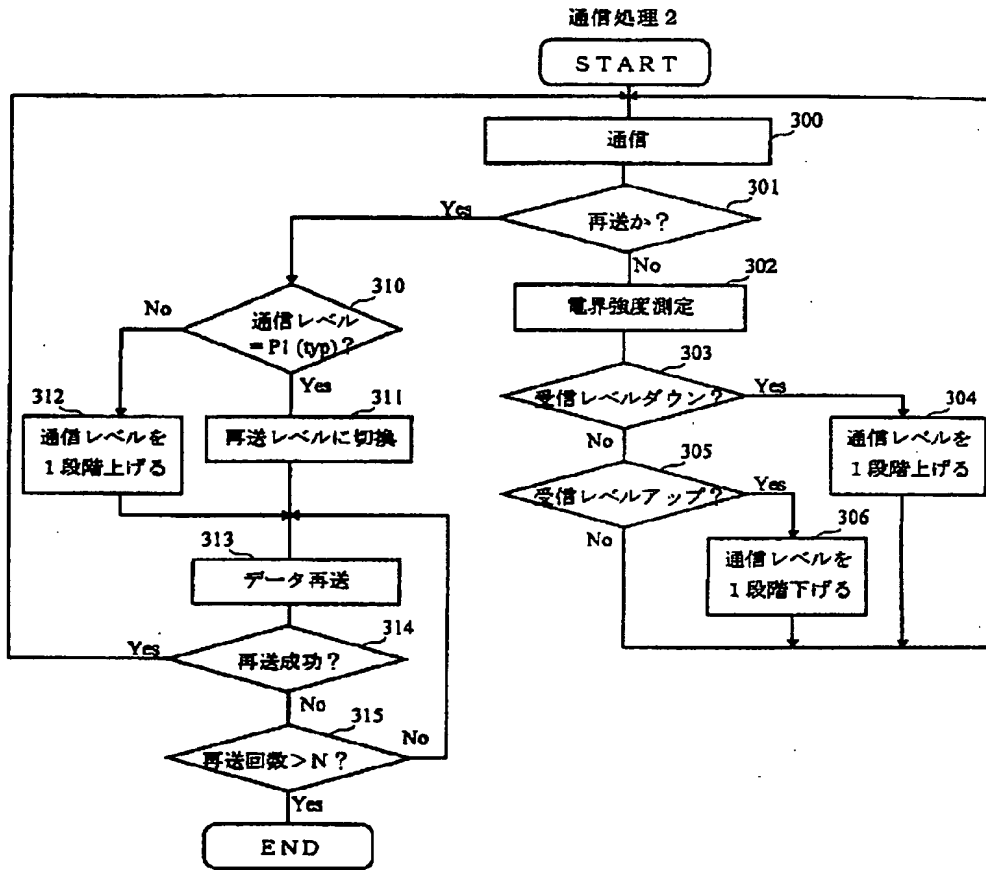 通信処理2
START
通信
300
再送か?
301
Yes
No
電界強度測定
302
通信レベル
=P1(typ)?
310
No
Yes
受信レベルダウン?
303
Yes
No
通信レベルを
1段階上げる
312
再送レベルに切換
311
通信レベルを
1段階上げる
304
受信レベルアップ?
305
Yes
No
通信レベルを
1段階下げる
306
データ再送
313
再送成功?
314
Yes
No
再送回数>N?
315
No
Yes
END